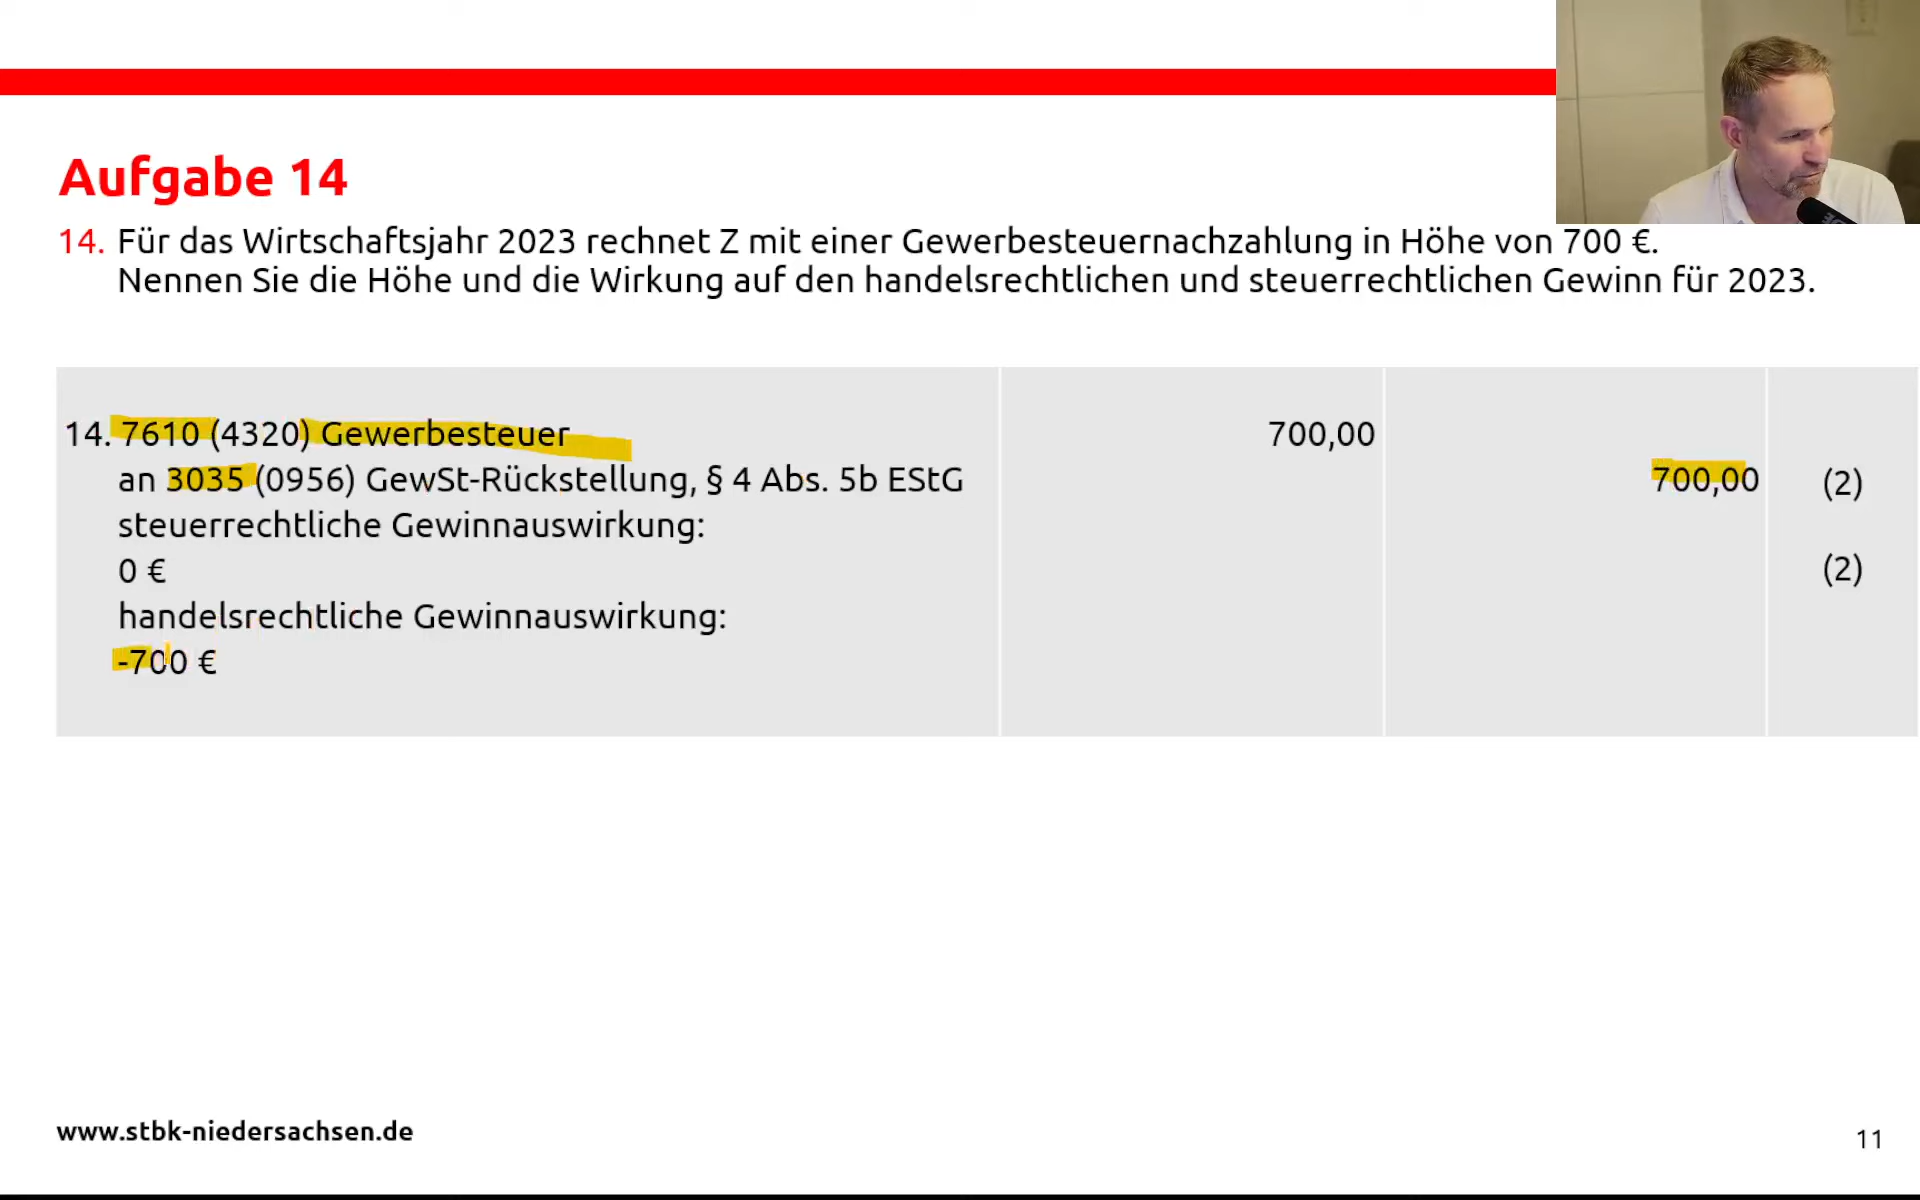 Aufgabe 14
14. Für das Wirtschaftsjahr 2023 rechnet Z mit einer Gewerbesteuernachzahlung in Höhe von 700 €.
Nennen Sie die Höhe und die Wirkung auf den handelsrechtlichen und steuerrechtlichen Gewinn für 2023.
14. 7610 (4320) Gewerbesteuer 700,00
an 3035 (0956) GewSt-Rückstellung, § 4 Abs. 5b EStG 700,00 (2)
steuerrechtliche Gewinnauswirkung:
0 € (2)
handelsrechtliche Gewinnauswirkung:
-700 €
www.stbk-niedersachsen.de
11